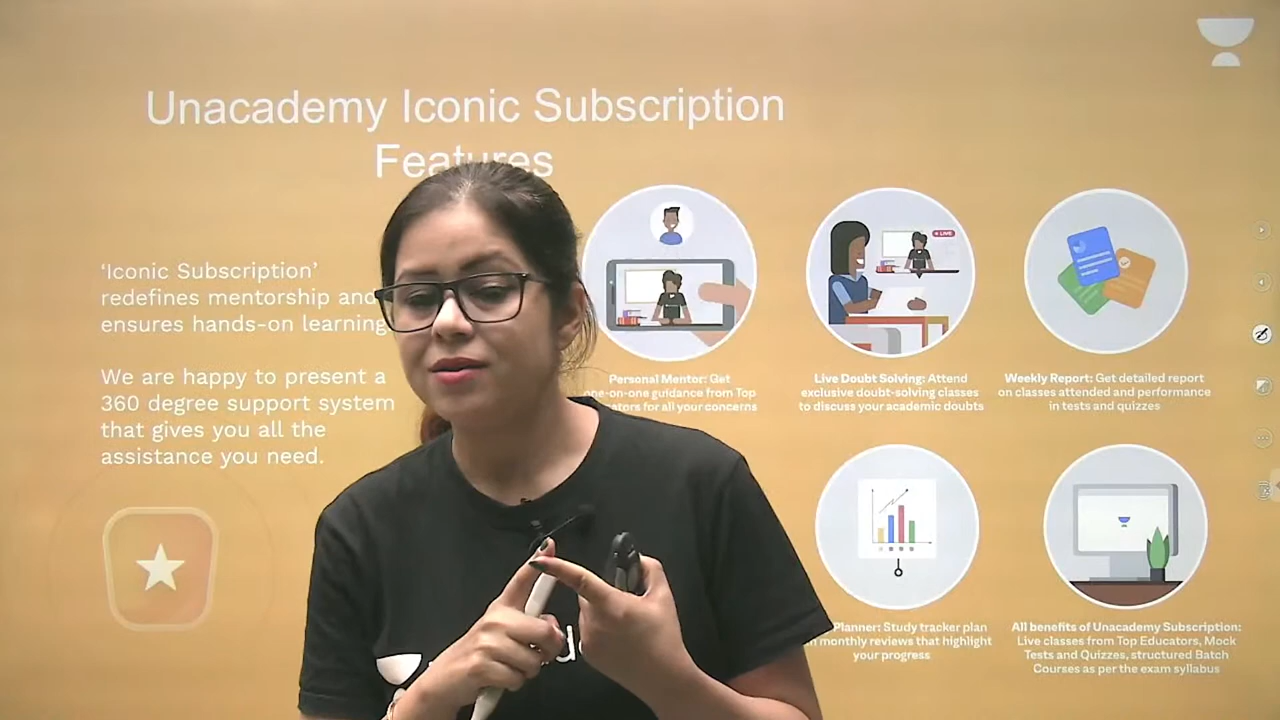 Unacademy Iconic Subscription
Features
‘Iconic Subscription’
redefines mentorship and
ensures hands-on learning.
We are happy to present a
360 degree support system
that gives you all the
assistance you need.
Personal Mentor: Get
one-on-one guidance from Top
for all your concerns
LIVE
Live Doubt Solving: Attend
exclusive doubt-solving classes
to discuss your academic doubts
Weekly Report: Get detailed report
on classes attended and performance
in tests and quizzes
Planner: Study tracker plan
monthly reviews that highlight
your progress
All benefits of Unacademy Subscription:
Live classes from Top Educators, Mock
Tests and Quizzes, structured Batch
Courses as per the exam syllabus